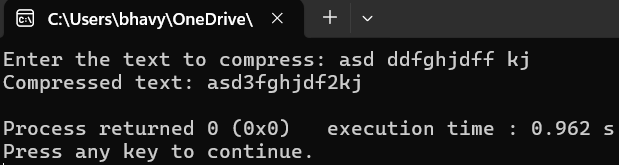 C:\Users\bhavy\OneDrive\
Enter the text to compress: asd ddfghjdff kj
Compressed text: asd3fghjdf2kj
Process returned 0 (0x0)   execution time : 0.962 s
Press any key to continue.